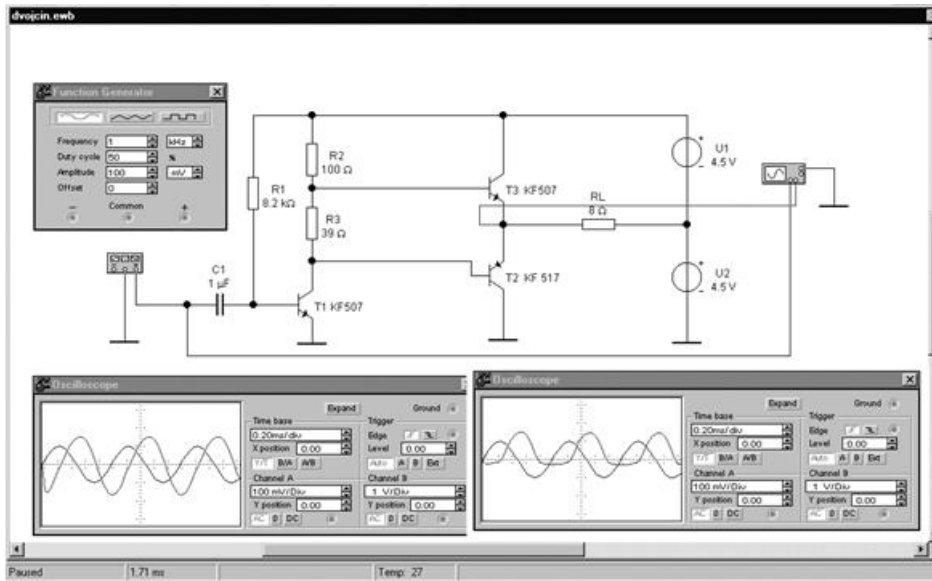 dvojcin.ewb
Function Generator
Frequency 1 kHz
Duty cycle 50 %
Amplitude 100 mV
Offset 0
− Common +
R1
8.2 kΩ
R2
100 Ω
R3
39 Ω
C1
1 µF
T1 KF507
T3 KF507
T2 KF 517
RL
8 Ω
+
U1
4.5 V
−
+
U2
4.5 V
−
Oscilloscope
Expand Ground
Time base Trigger
0.20ms/div Edge
X position 0.00 Level 0.00
Y/T B/A A/B Auto A B Ext
Channel A Channel B
100 mV/Div 1 V/Div
Y position 0.00 Y position 0.00
AC 0 DC AC 0 DC
Oscilloscope
Expand Ground
Time base Trigger
0.20ms/div Edge
X position 0.00 Level 0.00
Y/T B/A A/B Auto A B Ext
Channel A Channel B
100 mV/Div 1 V/Div
Y position 0.00 Y position 0.00
AC 0 DC AC 0 DC
Paused 1.71 ms Temp: 27